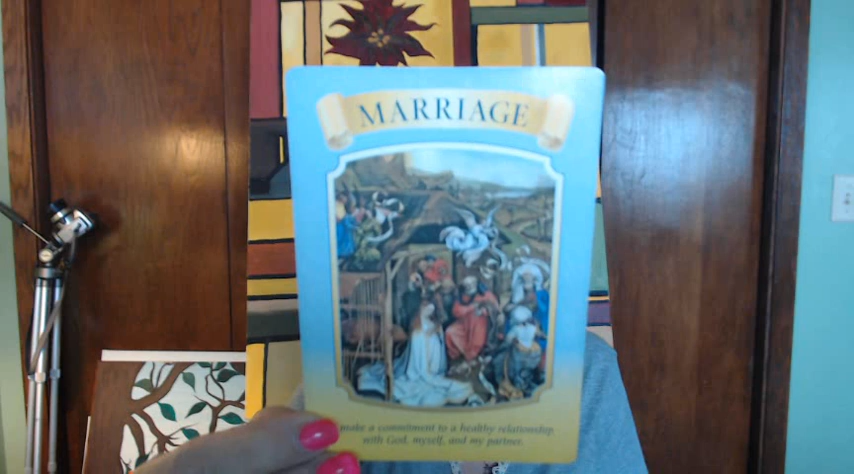 MARRIAGE
make a commitment to a healthy relationship
with God, myself, and my partner.